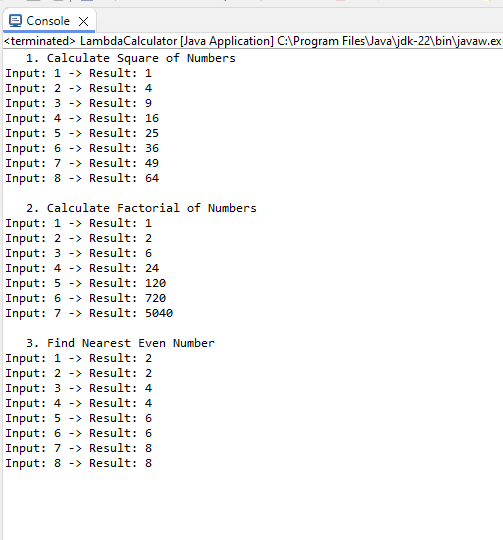 Console
<terminated> LambdaCalculator [Java Application] C:\Program Files\Java\jdk-22\bin\javaw.ex
1. Calculate Square of Numbers
Input: 1 -> Result: 1
Input: 2 -> Result: 4
Input: 3 -> Result: 9
Input: 4 -> Result: 16
Input: 5 -> Result: 25
Input: 6 -> Result: 36
Input: 7 -> Result: 49
Input: 8 -> Result: 64
2. Calculate Factorial of Numbers
Input: 1 -> Result: 1
Input: 2 -> Result: 2
Input: 3 -> Result: 6
Input: 4 -> Result: 24
Input: 5 -> Result: 120
Input: 6 -> Result: 720
Input: 7 -> Result: 5040
3. Find Nearest Even Number
Input: 1 -> Result: 2
Input: 2 -> Result: 2
Input: 3 -> Result: 4
Input: 4 -> Result: 4
Input: 5 -> Result: 6
Input: 6 -> Result: 6
Input: 7 -> Result: 8
Input: 8 -> Result: 8